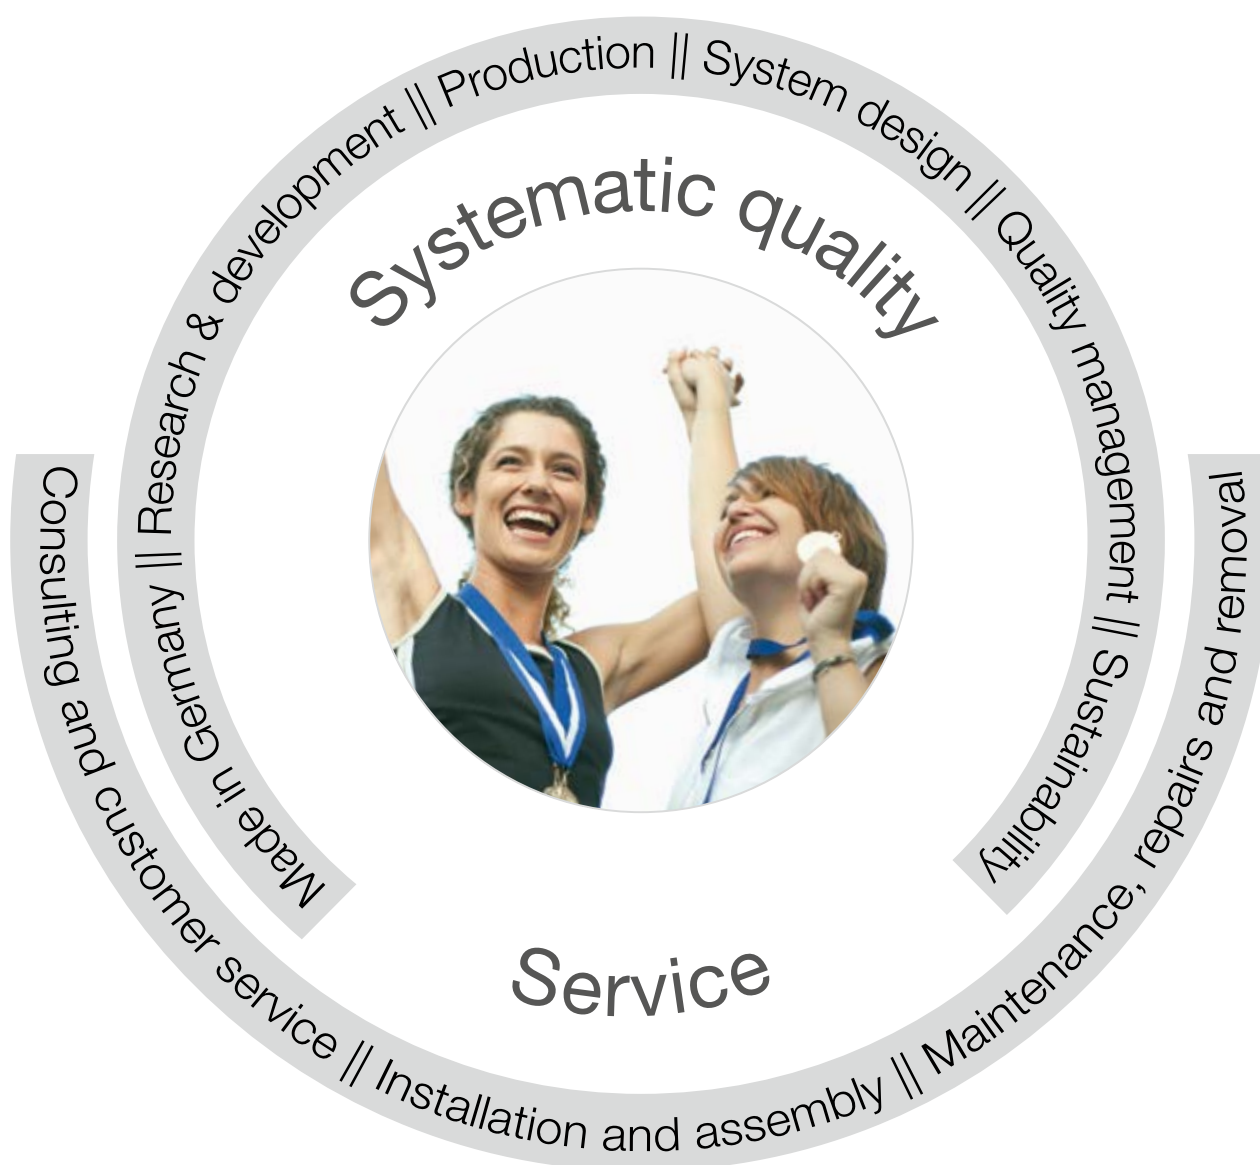 Made in Germany || Research & development || Production || System design || Quality management || Sustainability
Systematic quality
Service
Consulting and customer service || Installation and assembly || Maintenance, repairs and removal